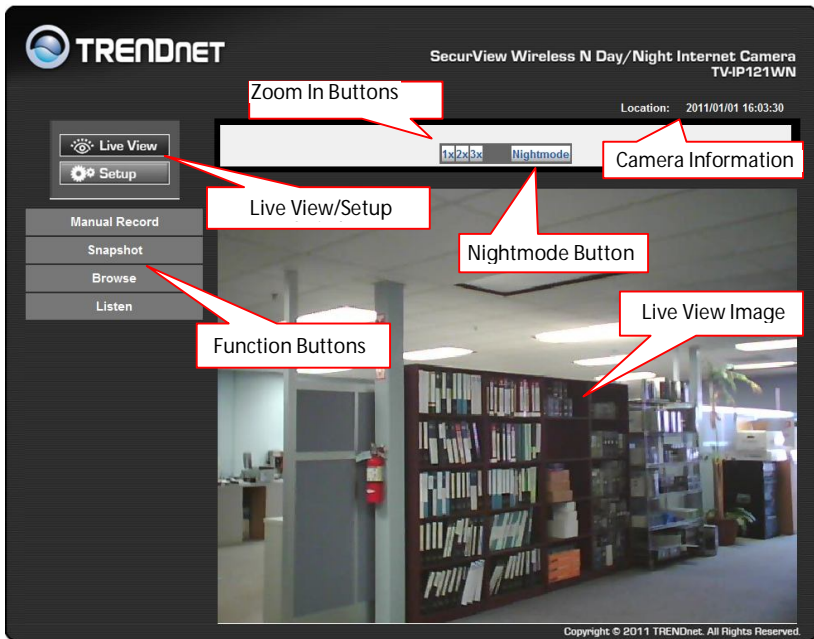 TRENDNET
SecurView Wireless N Day/Night Internet Camera
TV-IP121WN
Zoom In Buttons
Location: 2011/01/01 16:03:30
Live View
Setup
1x 2x 3x Nightmode
Camera Information
Live View/Setup
Manual Record
Snapshot
Browse
Listen
Nightmode Button
Live View Image
Function Buttons
Copyright © 2011 TRENDnet. All Rights Reserved.